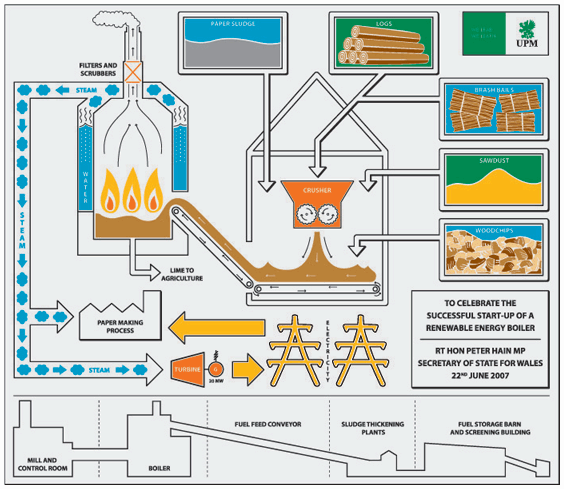 PAPER SLUDGE
LOGS
UPM
FILTERS AND
SCRUBBERS
STEAM
BRASH BAILS
WATER
CRUSHER
SAWDUST
STEAM
WOODCHIPS
LIME TO
AGRICULTURE
PAPER MAKING
PROCESS
ELECTRICITY
TO CELEBRATE THE
SUCCESSFUL START-UP OF A
RENEWABLE ENERGY BOILER
RT HON PETER HAIN MP
SECRETARY OF STATE FOR WALES
22ND JUNE 2007
STEAM
TURBINE
G
20 MW
MILL AND
CONTROL ROOM
BOILER
FUEL FEED CONVEYOR
SLUDGE THICKENING
PLANTS
FUEL STORAGE BARN
AND SCREENING BUILDING